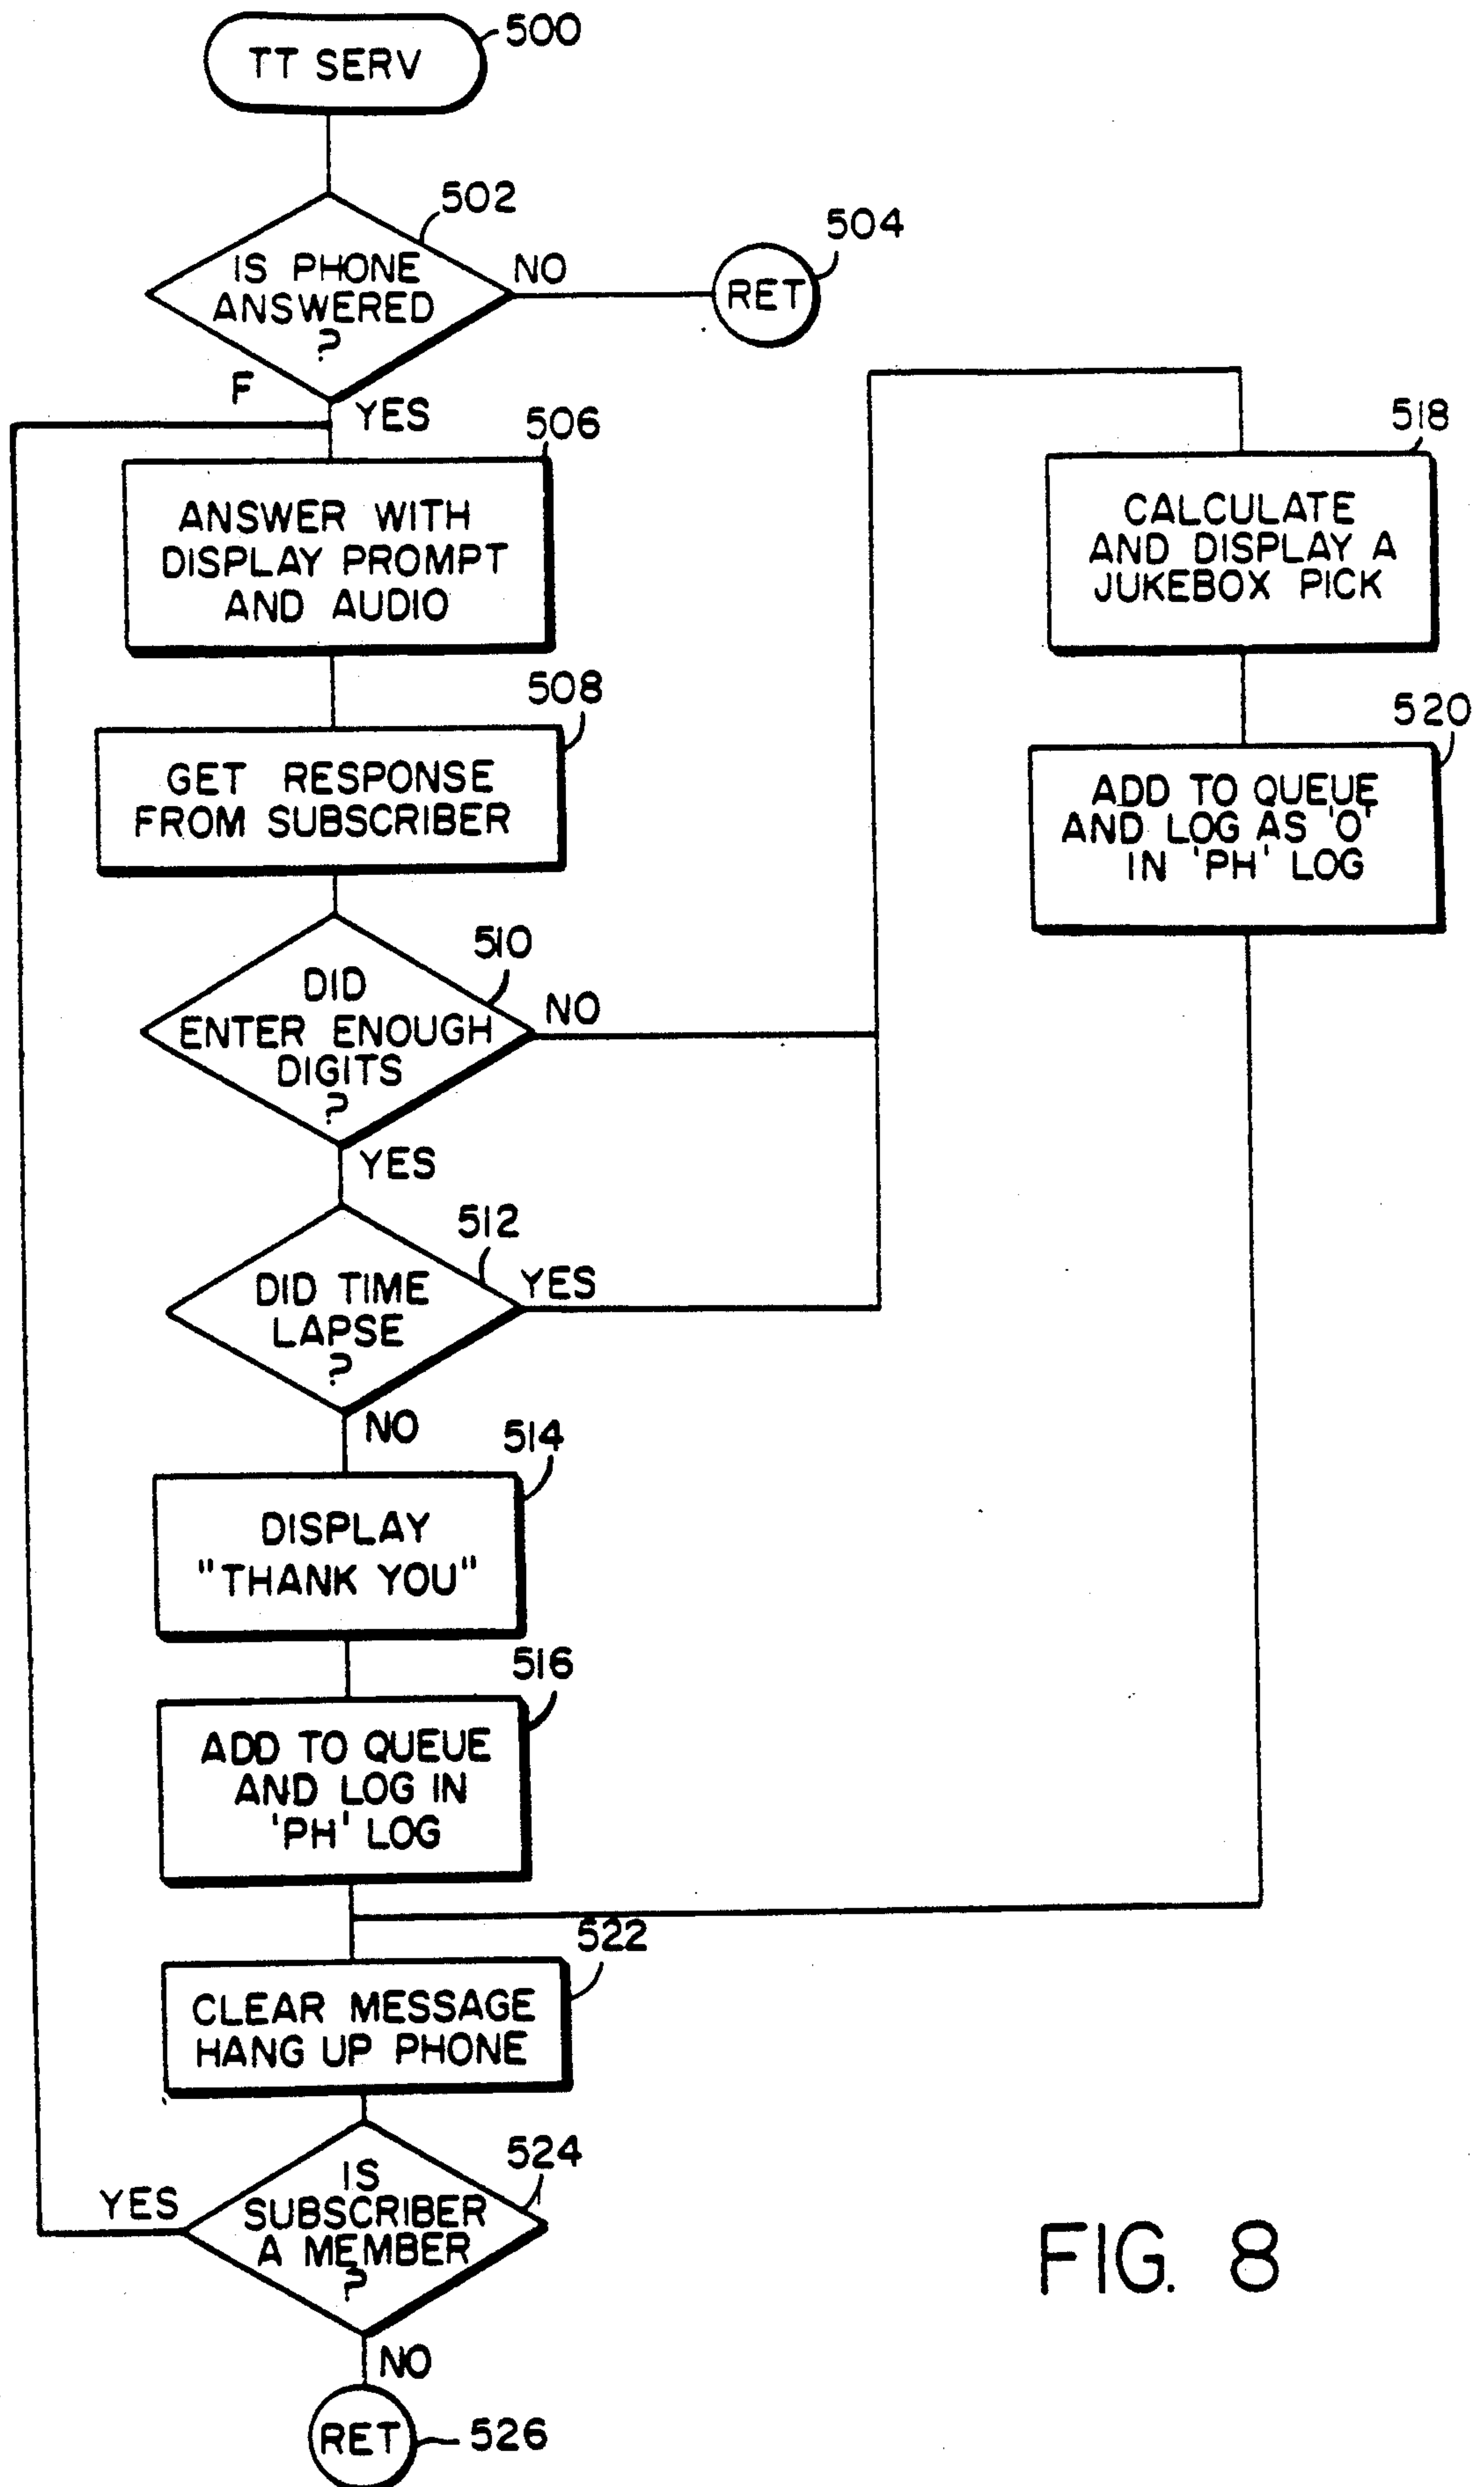 TT SERV
500
502
IS PHONE
ANSWERED
?
NO
504
RET
F
YES
506
ANSWER WITH
DISPLAY PROMPT
AND AUDIO
508
GET RESPONSE
FROM SUBSCRIBER
510
DID
ENTER ENOUGH
DIGITS
?
NO
YES
512
DID TIME
LAPSE
?
YES
NO
514
DISPLAY
"THANK YOU"
516
ADD TO QUEUE
AND LOG IN
'PH' LOG
518
CALCULATE
AND DISPLAY A
JUKEBOX PICK
520
ADD TO QUEUE
AND LOG AS 'O'
IN 'PH' LOG
522
CLEAR MESSAGE
HANG UP PHONE
524
IS
SUBSCRIBER
A MEMBER
?
YES
NO
RET
526
FIG. 8